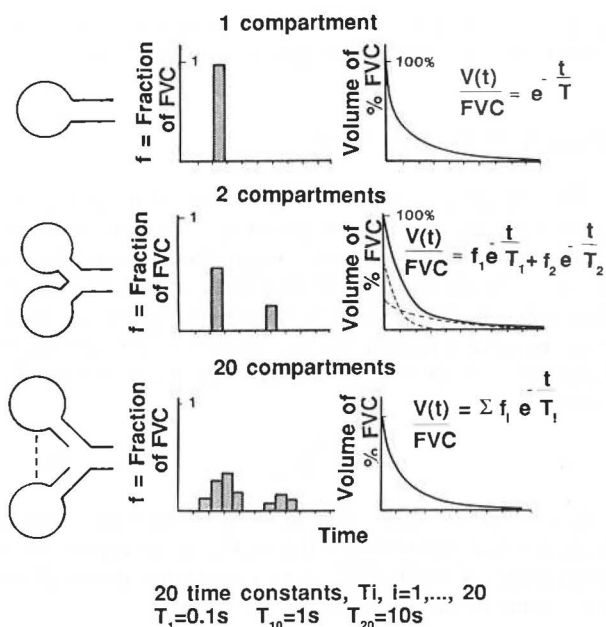 1 compartment
f = Fraction
of FVC
1
Volume of
% FVC
100%
V(t)
FVC
= e
- t
T
2 compartments
f = Fraction
of FVC
1
Volume of
% FVC
100%
V(t)
FVC
= f₁e
- t
T₁
+ f₂ e
- t
T₂
20 compartments
f = Fraction
of FVC
1
Volume of
% FVC
V(t)
FVC
= Σ fᵢ e
- t
Tᵢ
Time
20 time constants, Ti, i=1,..., 20
T₁=0.1s T₁₀=1s T₂₀=10s